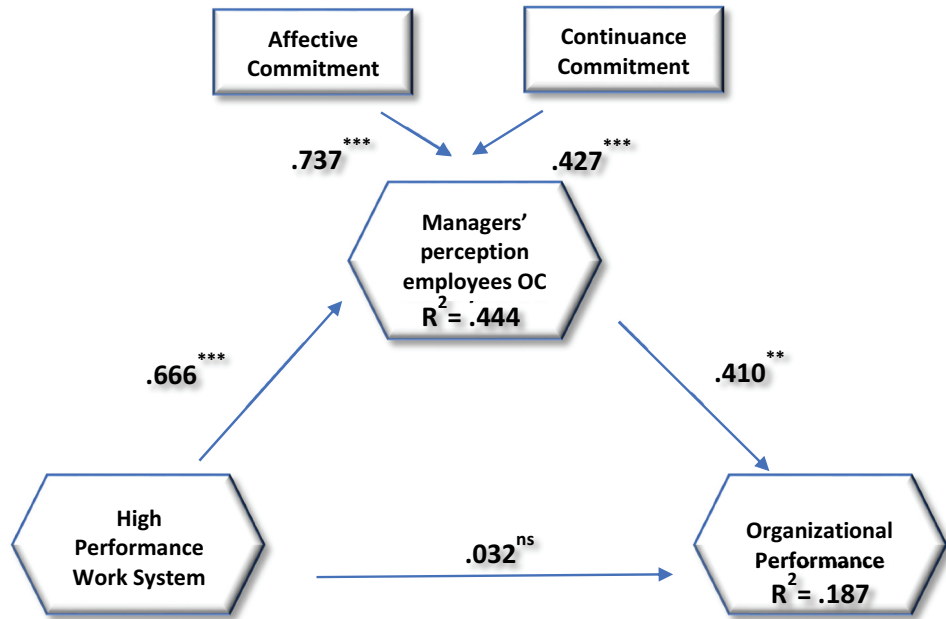 Affective
Commitment
Continuance
Commitment
.737***
.427***
Managers’
perception
employees OC
R²= .444
.666***
.410**
High
Performance
Work System
.032ns
Organizational
Performance
R²= .187